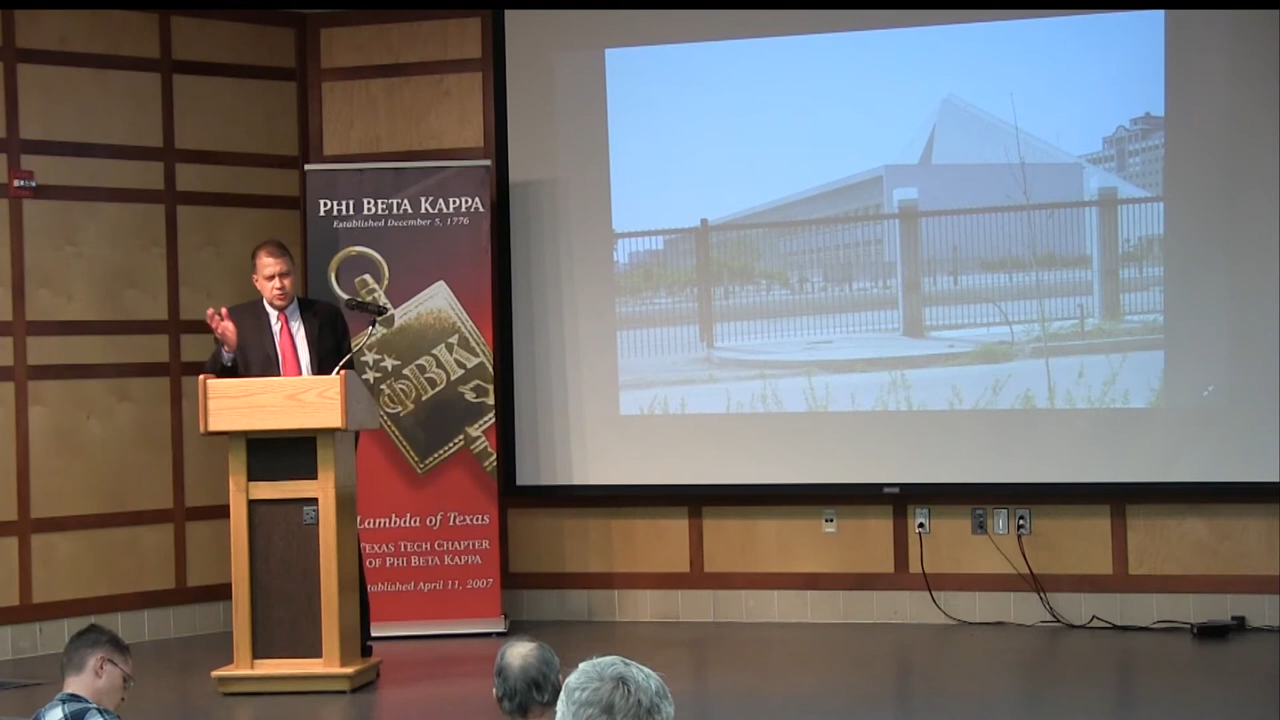 PHI BETA KAPPA
Established December 5, 1776
ΦBK
Lambda of Texas
TEXAS TECH CHAPTER
OF PHI BETA KAPPA
April 11, 2007